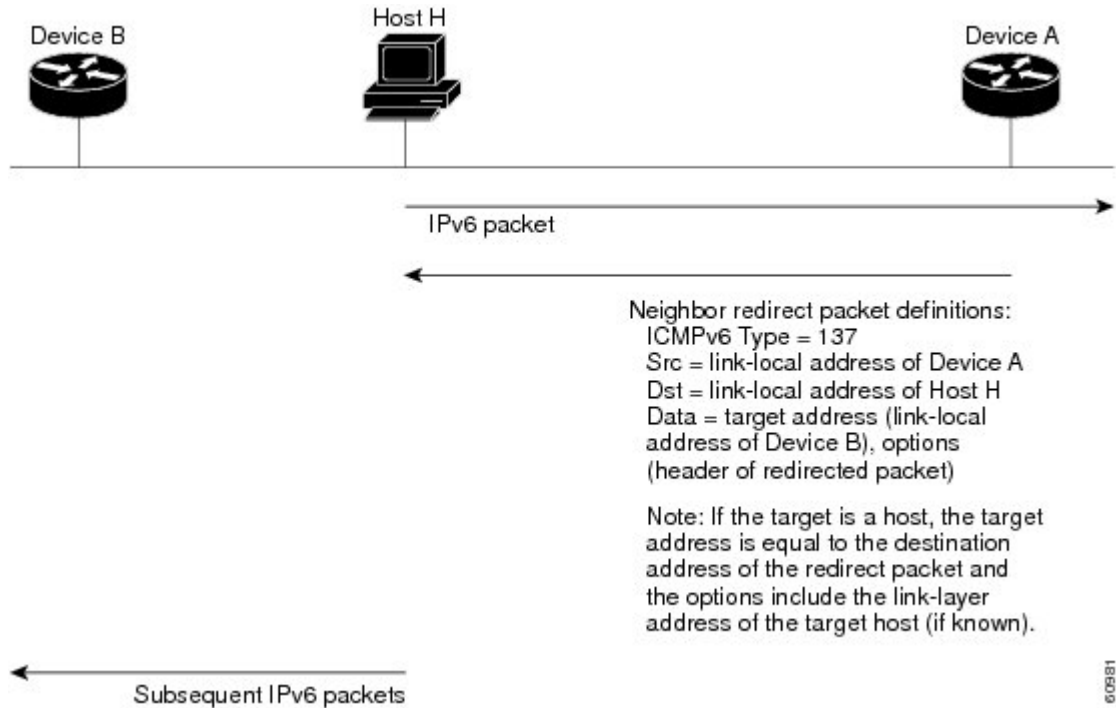 Host H
Device B
Device A
IPv6 packet
Neighbor redirect packet definitions:
ICMPv6 Type = 137
Src = link-local address of Device A
Dst = link-local address of Host H
Data = target address (link-local
address of Device B), options
(header of redirected packet)
Note: If the target is a host, the target
address is equal to the destination
address of the redirect packet and
the options include the link-layer
address of the target host (if known).
Subsequent IPv6 packets
60981